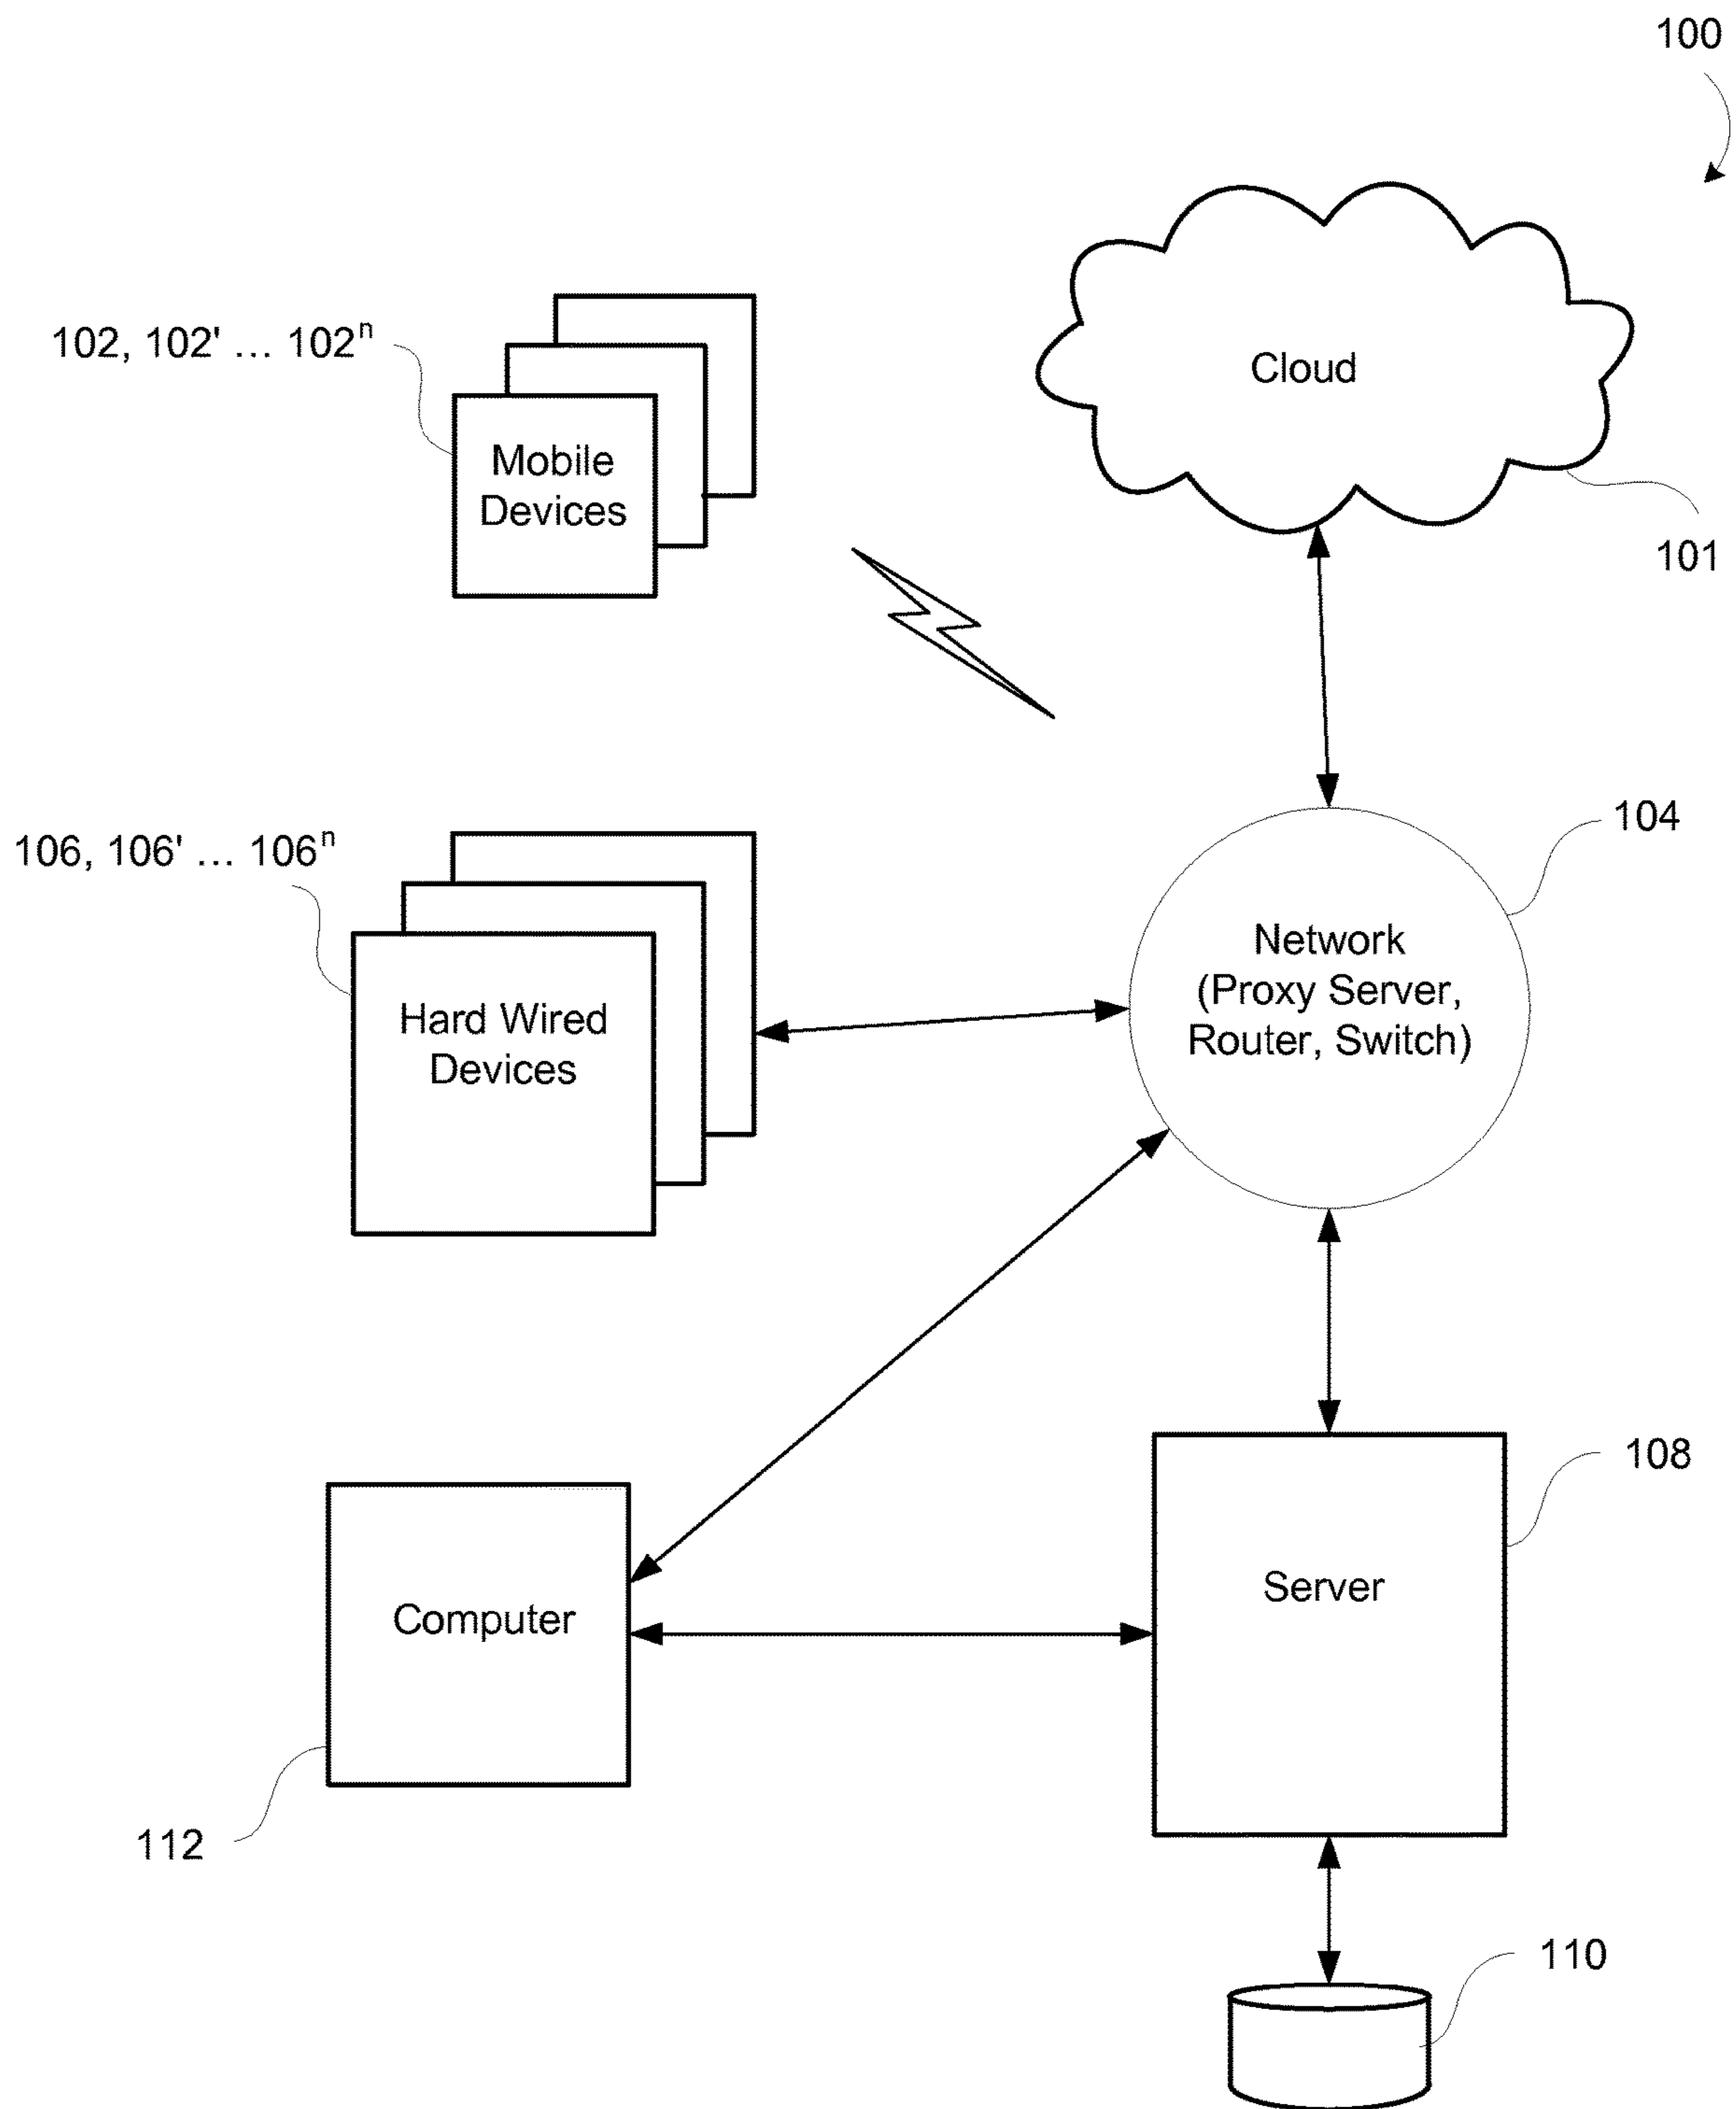 100
Cloud
102, 102' ... 102ⁿ
Mobile
Devices
101
104
106, 106' ... 106ⁿ
Network
(Proxy Server,
Router, Switch)
Hard Wired
Devices
108
Server
Computer
112
110